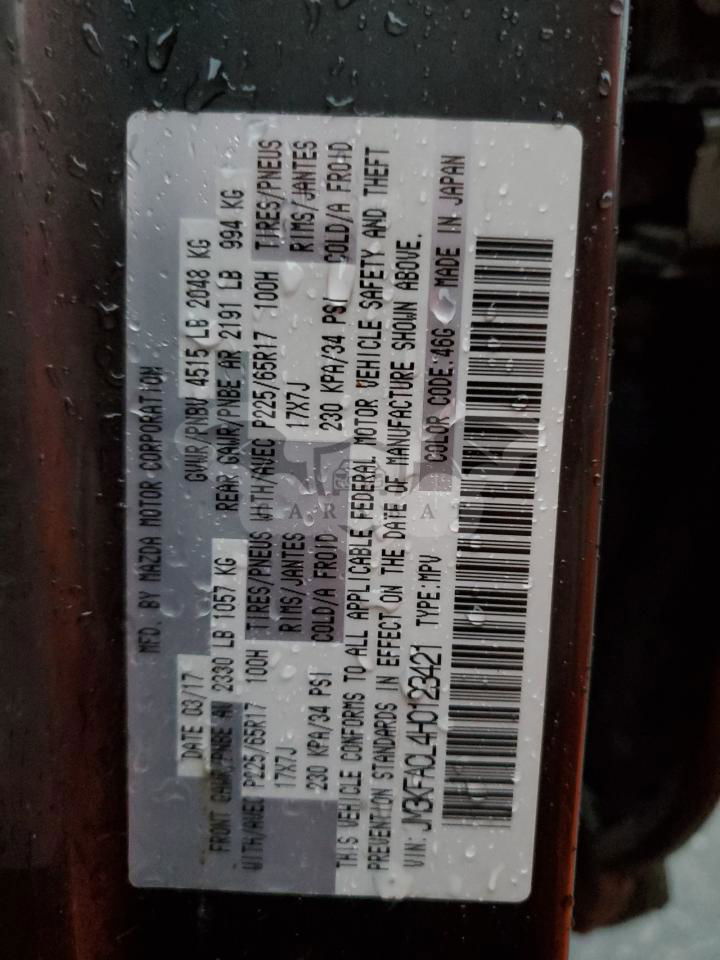 MFD. BY MAZDA MOTOR CORPORATION
DATE 03/17 GVWR/PNBV 4515 LB 2048 KG
FRONT GAWR/PNBE AV 2330 LB 1057 KG REAR GAWR/PNBE AR 2191 LB 994 KG
WITH/AVEC P225/65R17 100H TIRES/PNEUS WITH/AVEC P225/65R17 100H TIRES/PNEUS
17X7J RIMS/JANTES 17X7J RIMS/JANTES
230 KPA/34 PSI COLD/A FROID 230 KPA/34 PSI COLD/A FROID
THIS VEHICLE CONFORMS TO ALL APPLICABLE FEDERAL MOTOR VEHICLE SAFETY AND THEFT
PREVENTION STANDARDS IN EFFECT ON THE DATE OF MANUFACTURE SHOWN ABOVE.
VIN: JM3KFACL4H0123421 TYPE:MPV COLOR CODE:46G MADE IN JAPAN